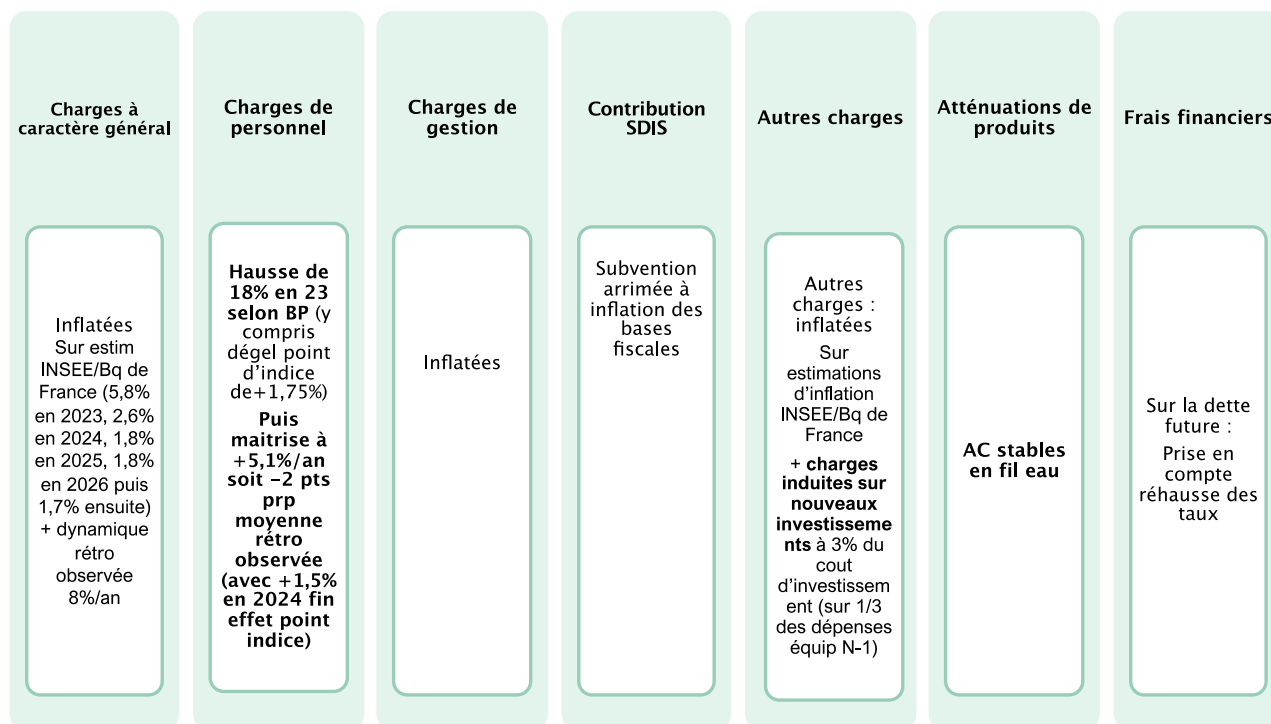 Charges à
caractère général
Inflatées
Sur estim
INSEE/Bq de
France (5,8%
en 2023, 2,6%
en 2024, 1,8%
en 2025, 1,8%
en 2026 puis
1,7% ensuite)
+ dynamique
rétro
observée
8%/an
Charges de
personnel
Hausse de
18% en 23
selon BP (y
compris
dégel point
d’indice
de+1,75%)
Puis
maitrise à
+5,1%/an
soit -2 pts
prp
moyenne
rétro
observée
(avec +1,5%
en 2024 fin
effet point
indice)
Charges de
gestion
Inflatées
Contribution
SDIS
Subvention
arrimée à
inflation des
bases
fiscales
Autres charges
Autres
charges :
inflatées
Sur
estimations
d’inflation
INSEE/Bq de
France
+ charges
induites sur
nouveaux
investisseme
nts à 3% du
cout
d’investissem
ent (sur 1/3
des dépenses
équip N-1)
Atténuations de
produits
AC stables
en fil eau
Frais financiers
Sur la dette
future :
Prise en
compte
réhausse des
taux